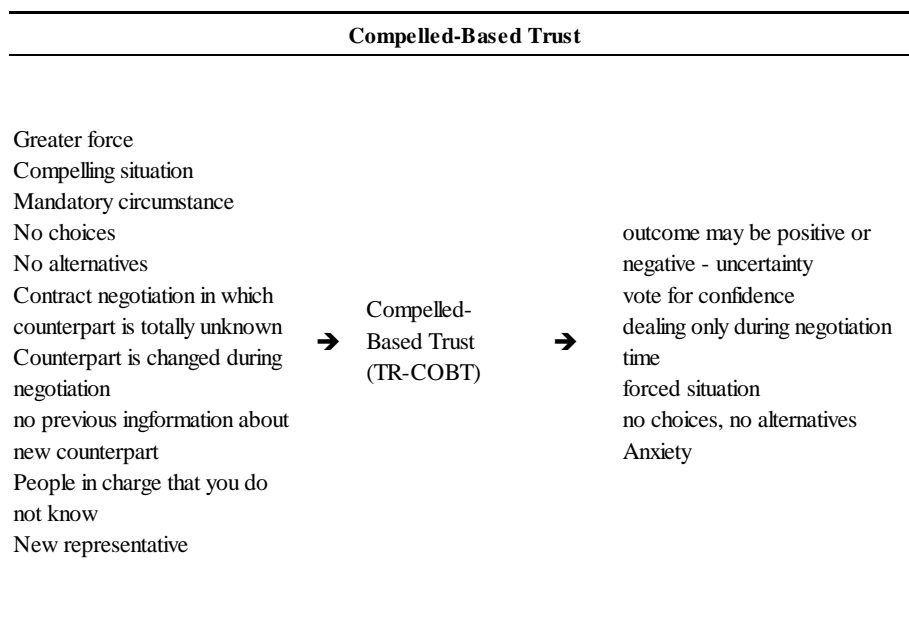 Compelled-Based Trust
Greater force
Compelling situation
Mandatory circumstance
No choices
No alternatives
Contract negotiation in which
counterpart is totally unknown
Counterpart is changed during
negotiation
no previous ingformation about
new counterpart
People in charge that you do
not know
New representative
➔
Compelled-
Based Trust
(TR-COBT)
➔
outcome may be positive or
negative - uncertainty
vote for confidence
dealing only during negotiation
time
forced situation
no choices, no alternatives
Anxiety